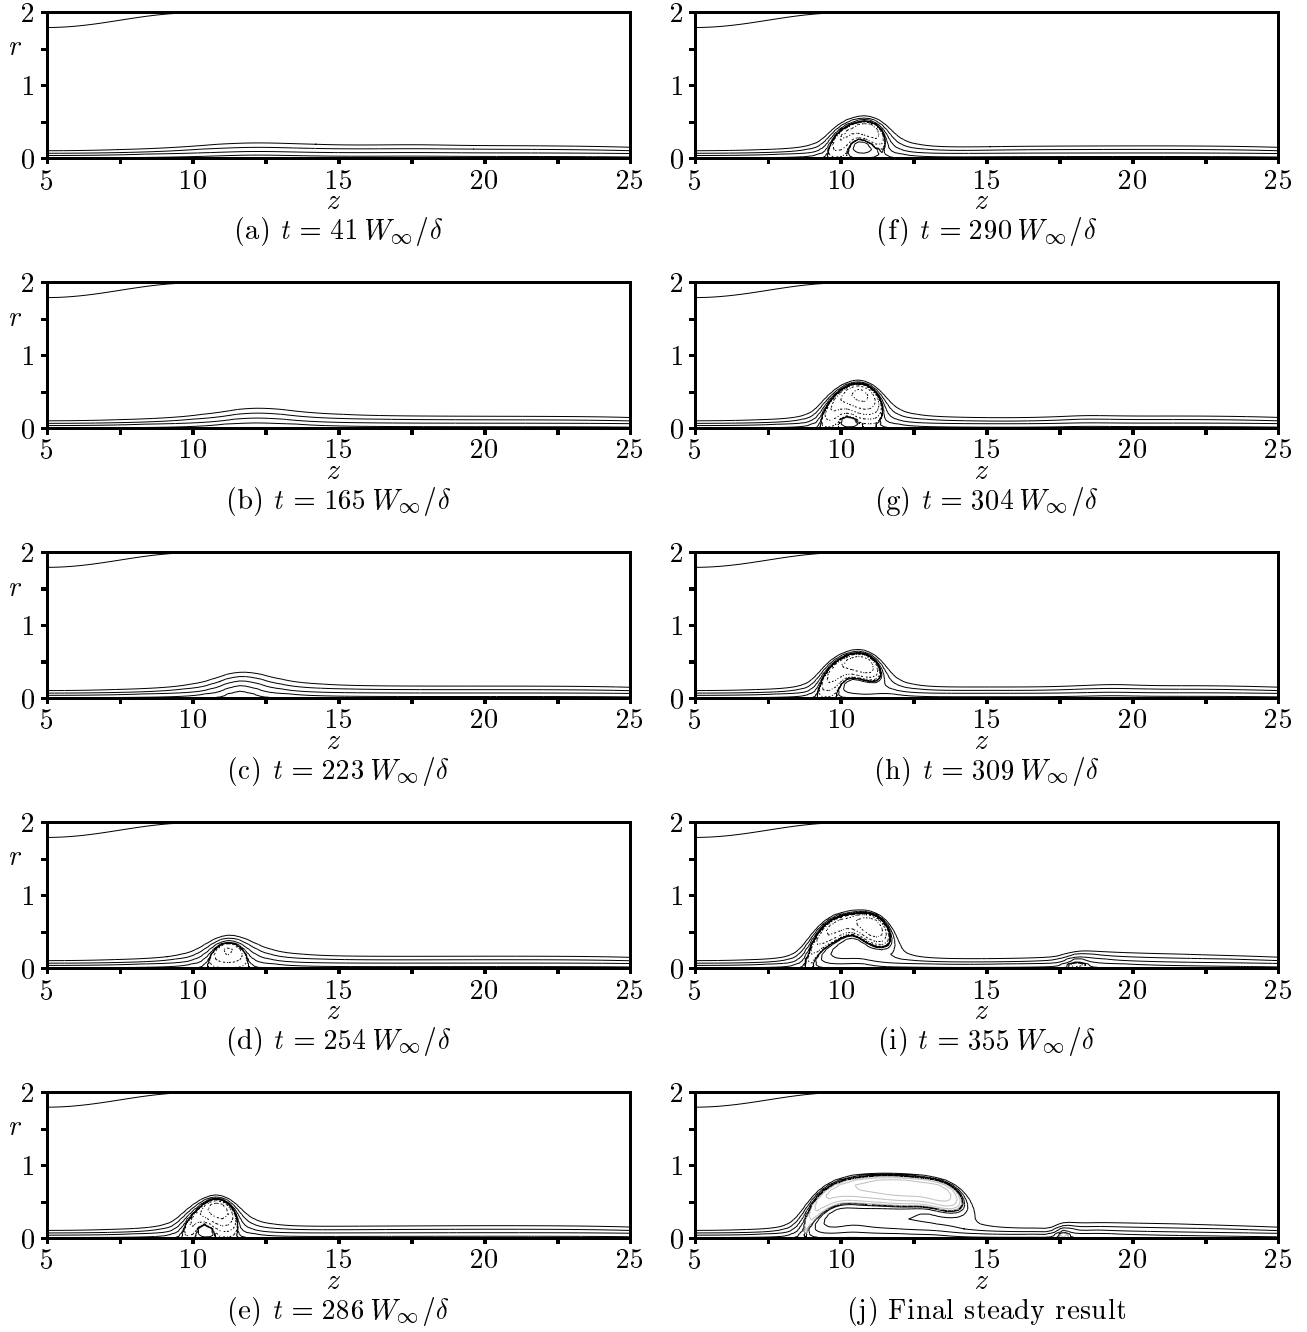 2
r
1
0
5 10 15 20 25
z
(a) t = 41 W∞/δ
2
r
1
0
5 10 15 20 25
z
(b) t = 165 W∞/δ
2
r
1
0
5 10 15 20 25
z
(c) t = 223 W∞/δ
2
r
1
0
5 10 15 20 25
z
(d) t = 254 W∞/δ
2
r
1
0
5 10 15 20 25
z
(e) t = 286 W∞/δ
2
1
0
5 10 15 20 25
z
(f) t = 290 W∞/δ
2
1
0
5 10 15 20 25
z
(g) t = 304 W∞/δ
2
1
0
5 10 15 20 25
z
(h) t = 309 W∞/δ
2
1
0
5 10 15 20 25
z
(i) t = 355 W∞/δ
2
1
0
5 10 15 20 25
z
(j) Final steady result